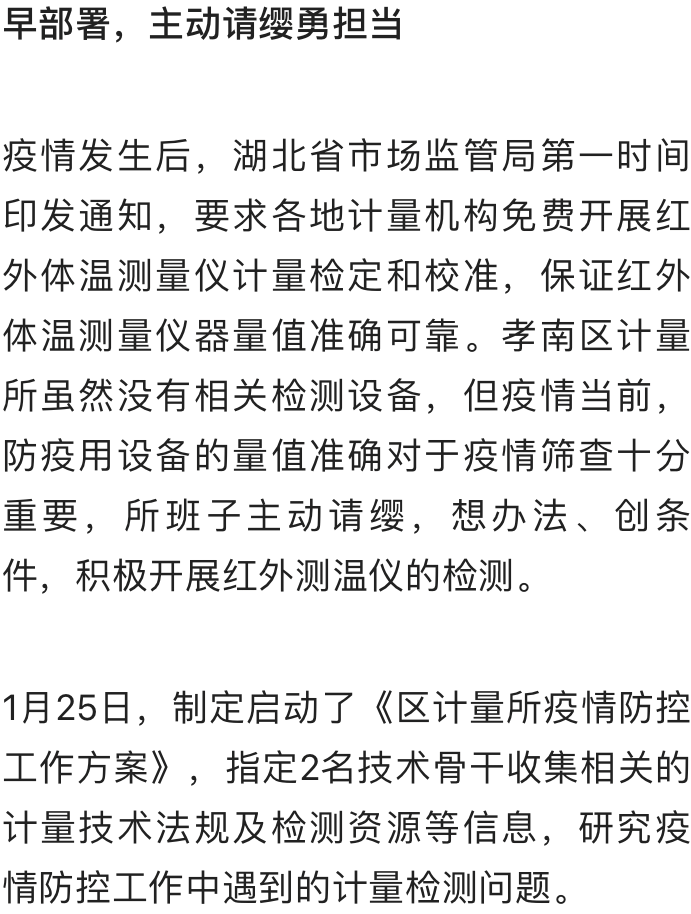 早部署，主动请缨勇担当
疫情发生后，湖北省市场监管局第一时间
印发通知，要求各地计量机构免费开展红
外体温测量仪计量检定和校准，保证红外
体温测量仪器量值准确可靠。孝南区计量
所虽然没有相关检测设备，但疫情当前，
防疫用设备的量值准确对于疫情筛查十分
重要，所班子主动请缨，想办法、创条
件，积极开展红外测温仪的检测。
1月25日，制定启动了《区计量所疫情防控
工作方案》，指定2名技术骨干收集相关的
计量技术法规及检测资源等信息，研究疫
情防控工作中遇到的计量检测问题。